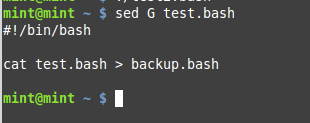 mint@mint ~ $ sed G test.bash
#!/bin/bash

cat test.bash > backup.bash

mint@mint ~ $